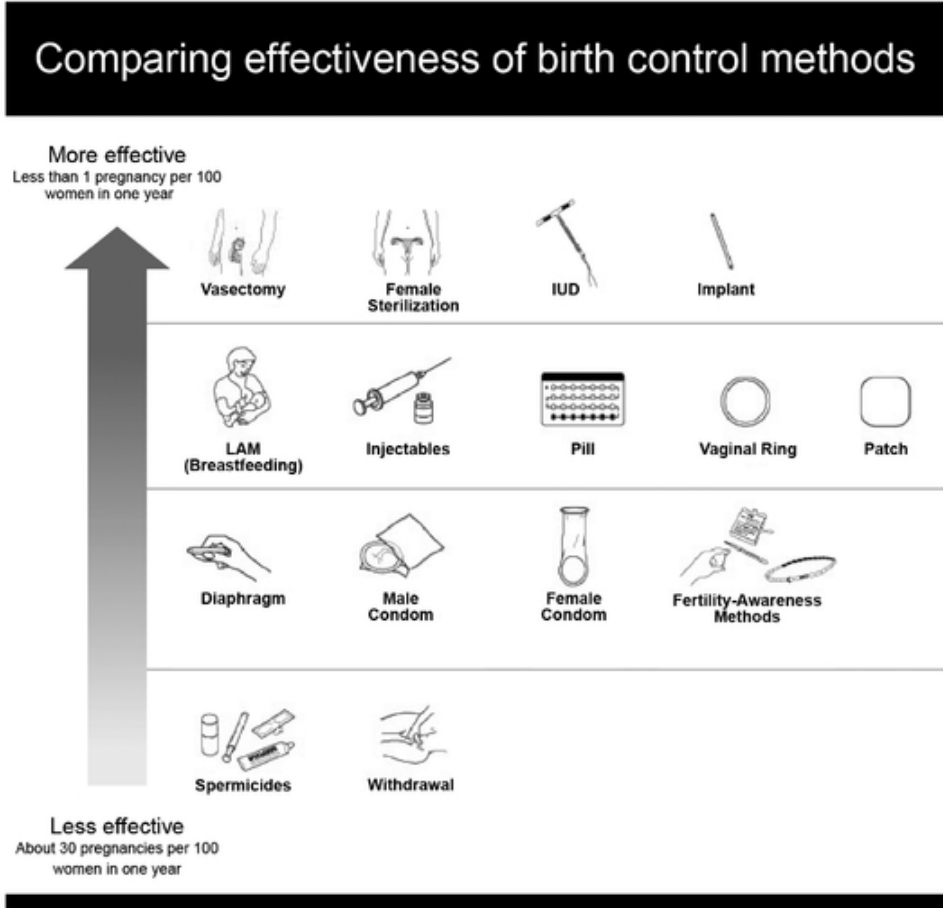 Comparing effectiveness of birth control methods
More effective
Less than 1 pregnancy per 100
women in one year
Vasectomy
Female
Sterilization
IUD
Implant
LAM
(Breastfeeding)
Injectables
Pill
Vaginal Ring
Patch
Diaphragm
Male
Condom
Female
Condom
Fertility-Awareness
Methods
Spermicides
Withdrawal
Less effective
About 30 pregnancies per 100
women in one year